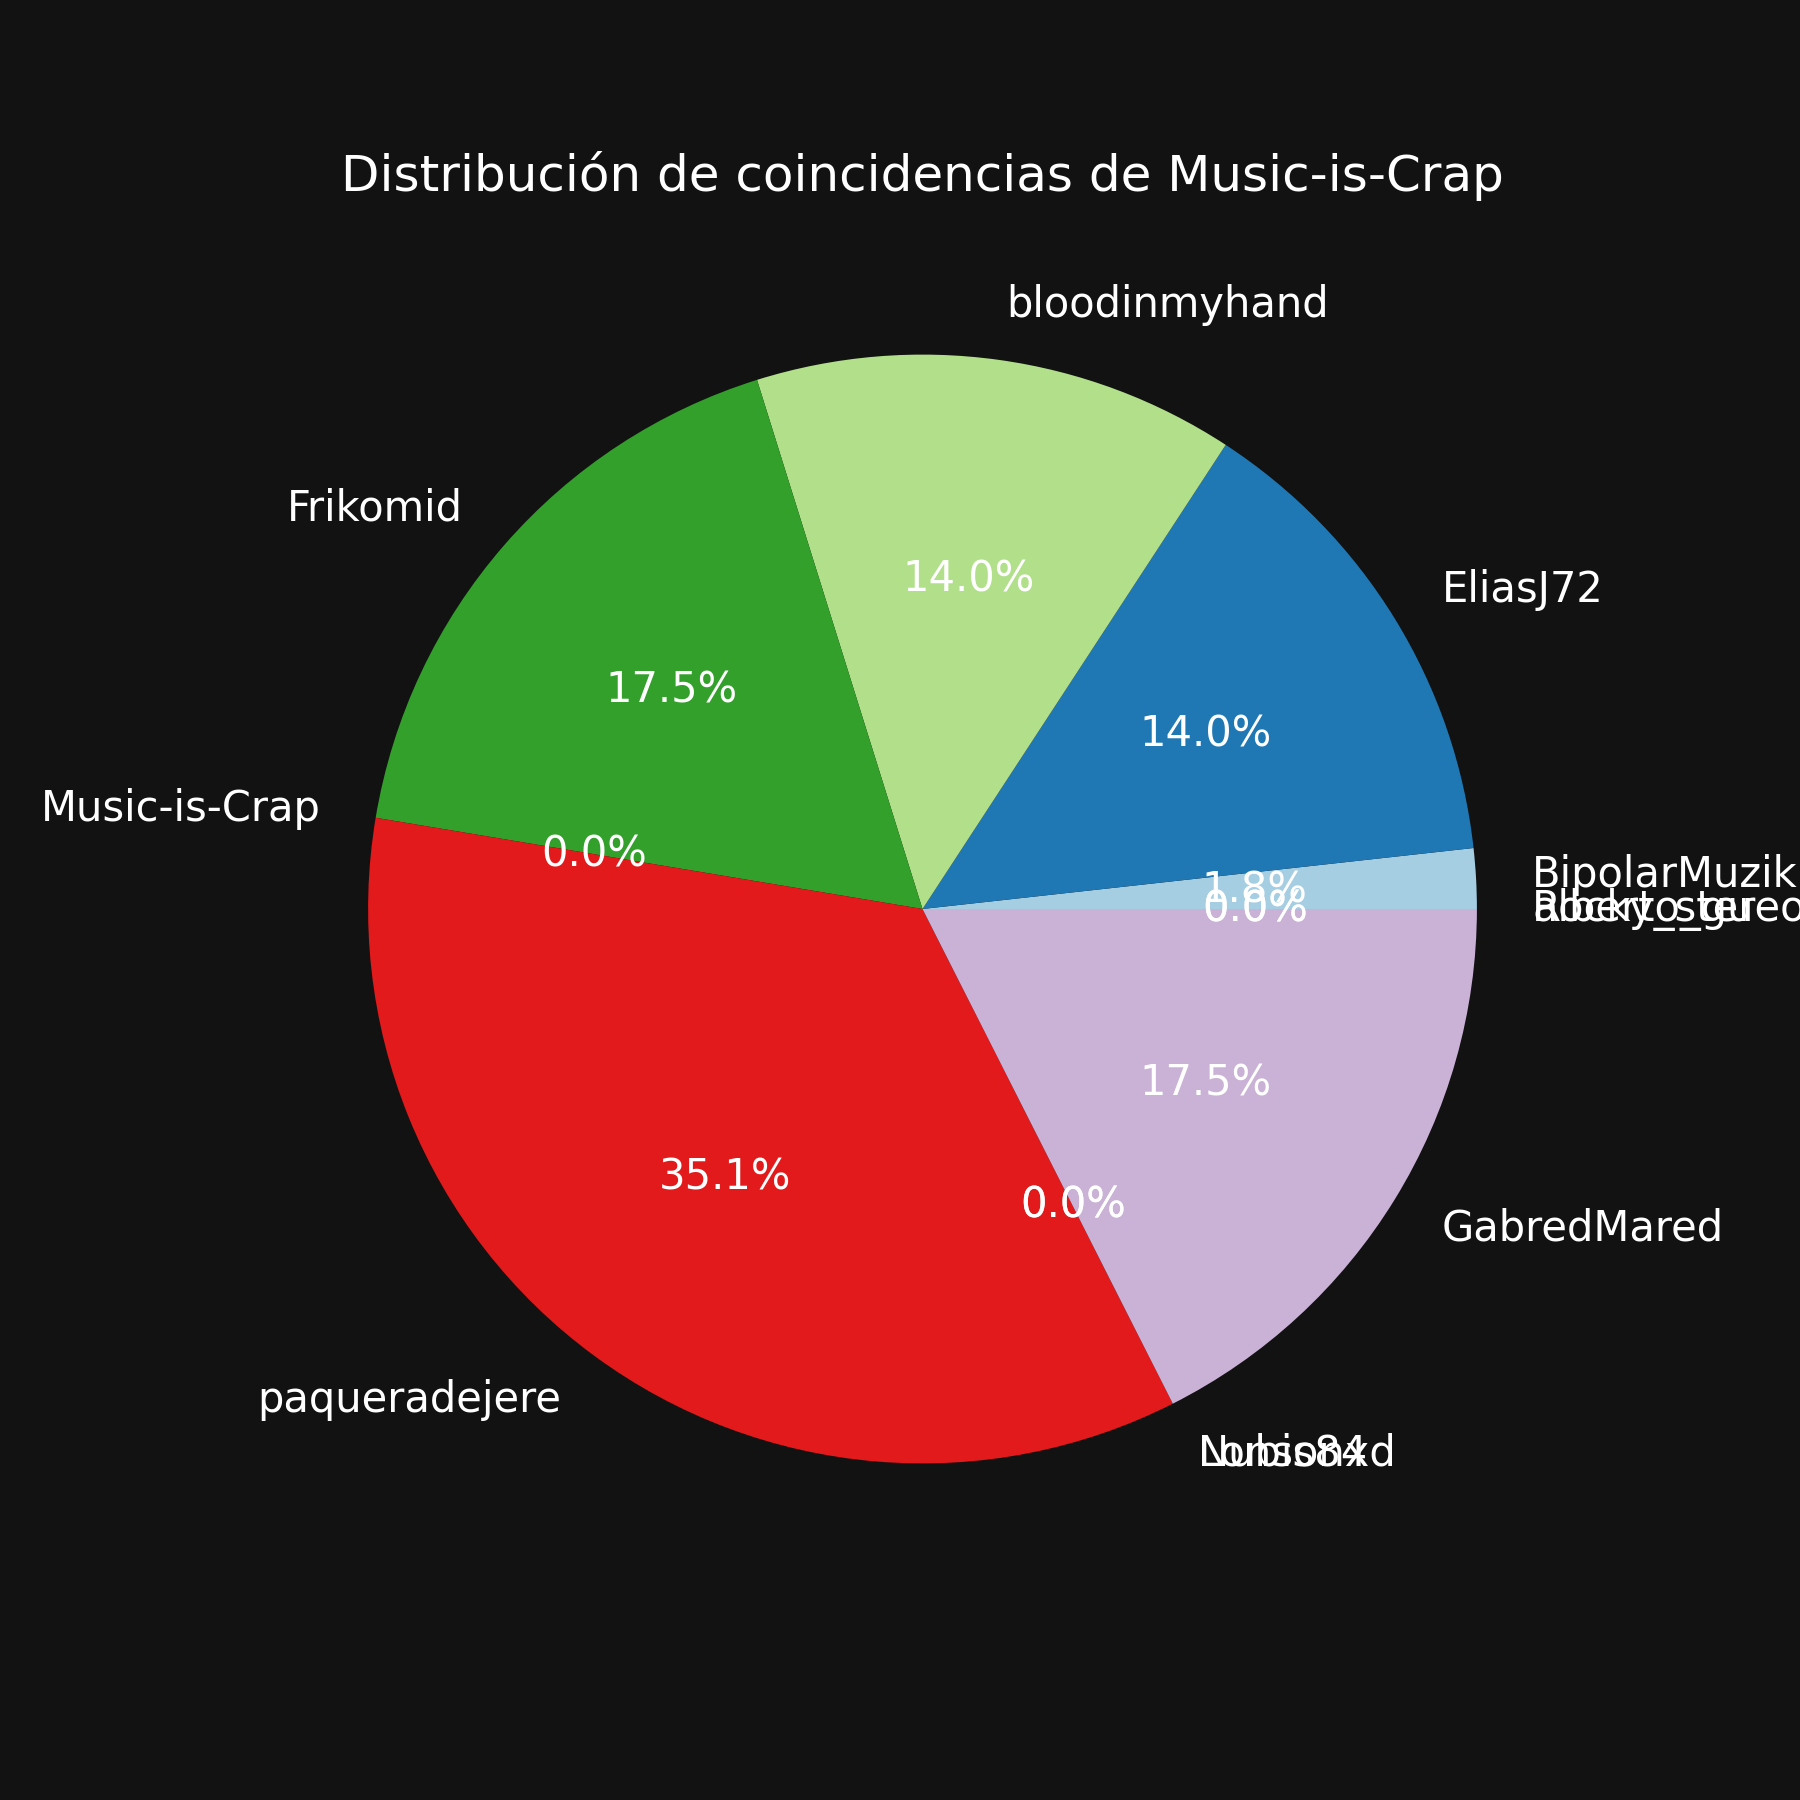 Distribución de coincidencias de Music-is-Crap
bloodinmyhand
Frikomid
EliasJ72
14.0%
17.5%
14.0%
Music-is-Crap
0.0%
BipolarMuzik
1.8%
0.0%
17.5%
35.1%
0.0%
GabredMared
paqueradejere